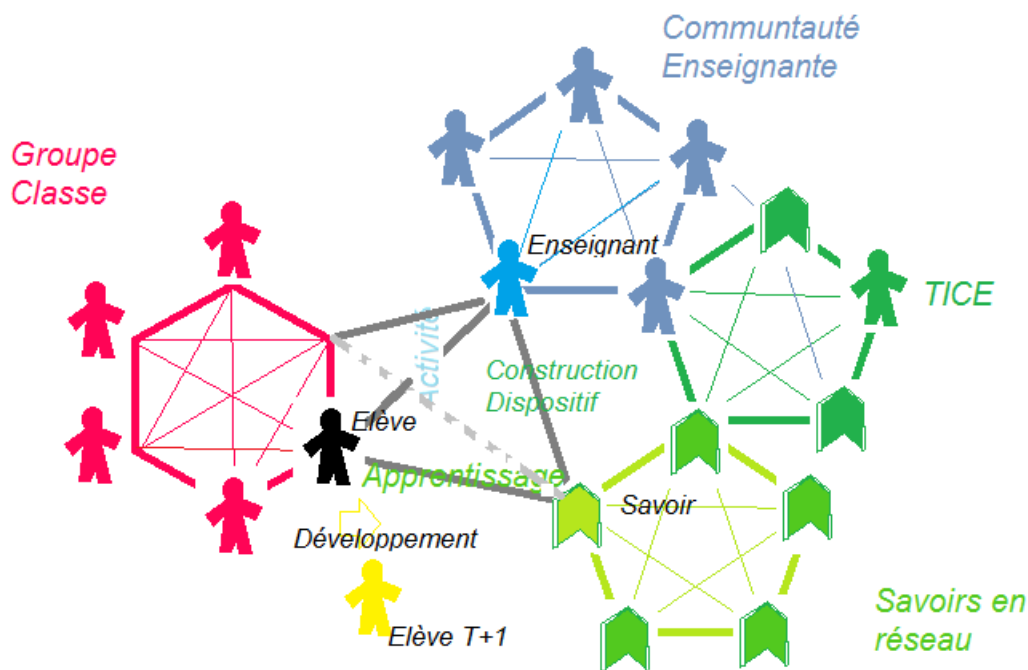 Communtauté
Enseignante
Groupe
Classe
Enseignant
TICE
Activité
Construction
Dispositif
Elève
Apprentissage
Savoir
Développement
Savoirs en
réseau
Elève T+1